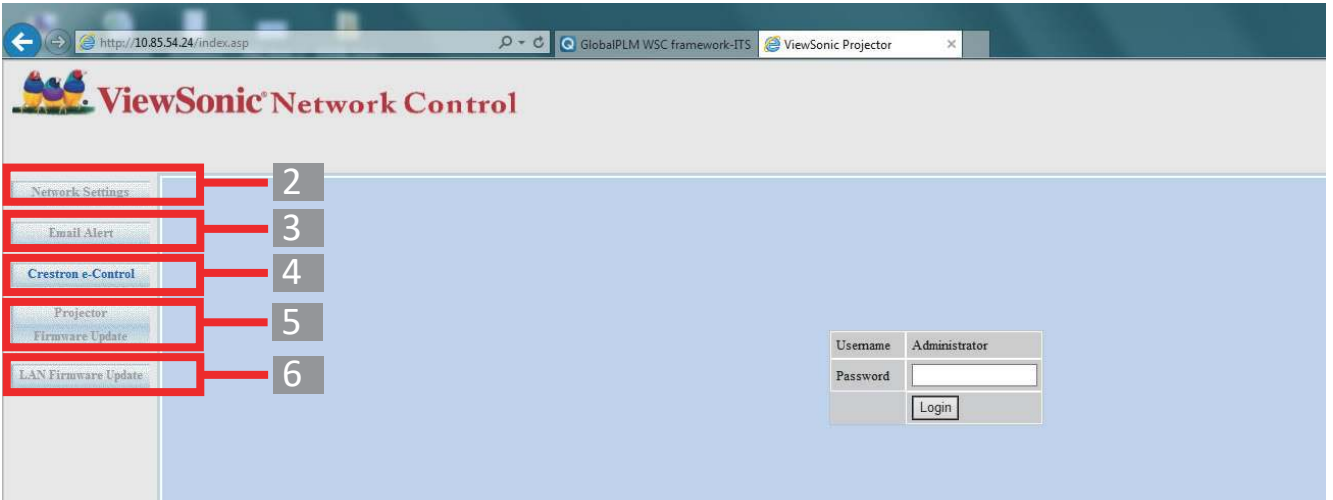 http://10.85.54.24/index.asp
GlobalPLM WSC framework-ITS
ViewSonic Projector
ViewSonic® Network Control
Network Settings
2
Email Alert
3
Crestron e-Control
4
Projector
Firmware Update
5
LAN Firmware Update
6
Username Administrator
Password
Login